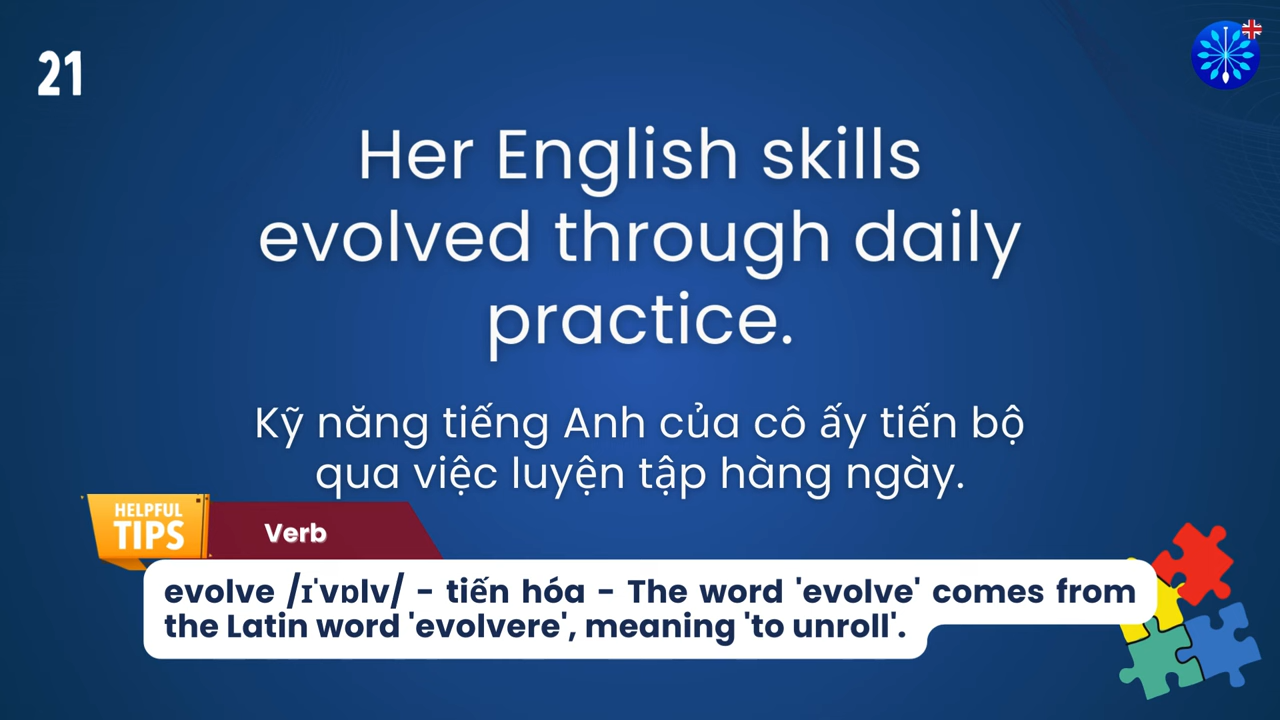 21
Her English skills
evolved through daily
practice.
Kỹ năng tiếng Anh của cô ấy tiến bộ
qua việc luyện tập hàng ngày.
HELPFUL
TIPS
Verb
evolve /ɪˈvɒlv/ - tiến hóa - The word 'evolve' comes from
the Latin word 'evolvere', meaning 'to unroll'.